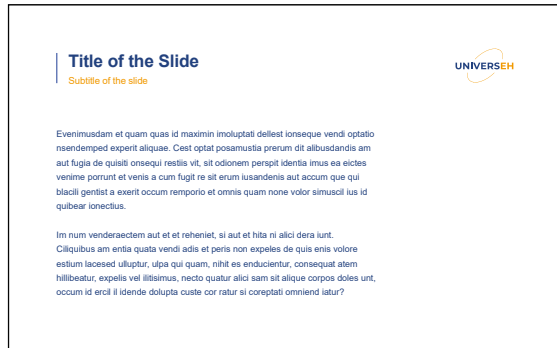 Title of the Slide
Subtitle of the slide
UNIVERSEH
Evenimusdam et quam quas id maximin imoluptati dellest ionseque vendi optatio
nsendemped experit aliquae. Cest optat posamustia prerum dit alibusdandis am
aut fugia de quisiti onsequi restiis vit, sit odionem perspit identia imus ea eictes
venime porrunt et venis a cum fugit re sit erum iusandenis aut accum que qui
blacili gentist a exerit occum remporio et omnis quam none volor simuscil ius id
quibear ionectius.
Im num venderaectem aut et et reheniet, si aut et hita ni alici dera iunt.
Ciliquibus am entia quata vendi adis et peris non expeles de quis enis volore
estium lacesed ulluptur, ulpa qui quam, nihit es enducientur, consequat atem
hillibeatur, expelis vel ilitisimus, necto quatur alici sam sit alique corpos doles unt,
occum id ercil il idende dolupta custe cor ratur si coreptati omniend iatur?